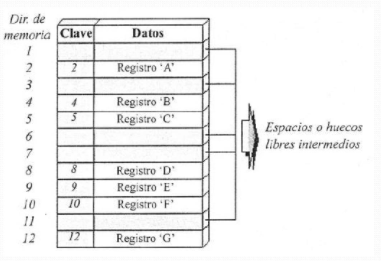 Dir. de
memoria Clave Datos
1
2 2 Registro 'A'
3
4 4 Registro 'B'
5 5 Registro 'C'
6
7
8 8 Registro 'D'
9 9 Registro 'E'
10 10 Registro 'F'
11
12 12 Registro 'G'
Espacios o huecos
libres intermedios